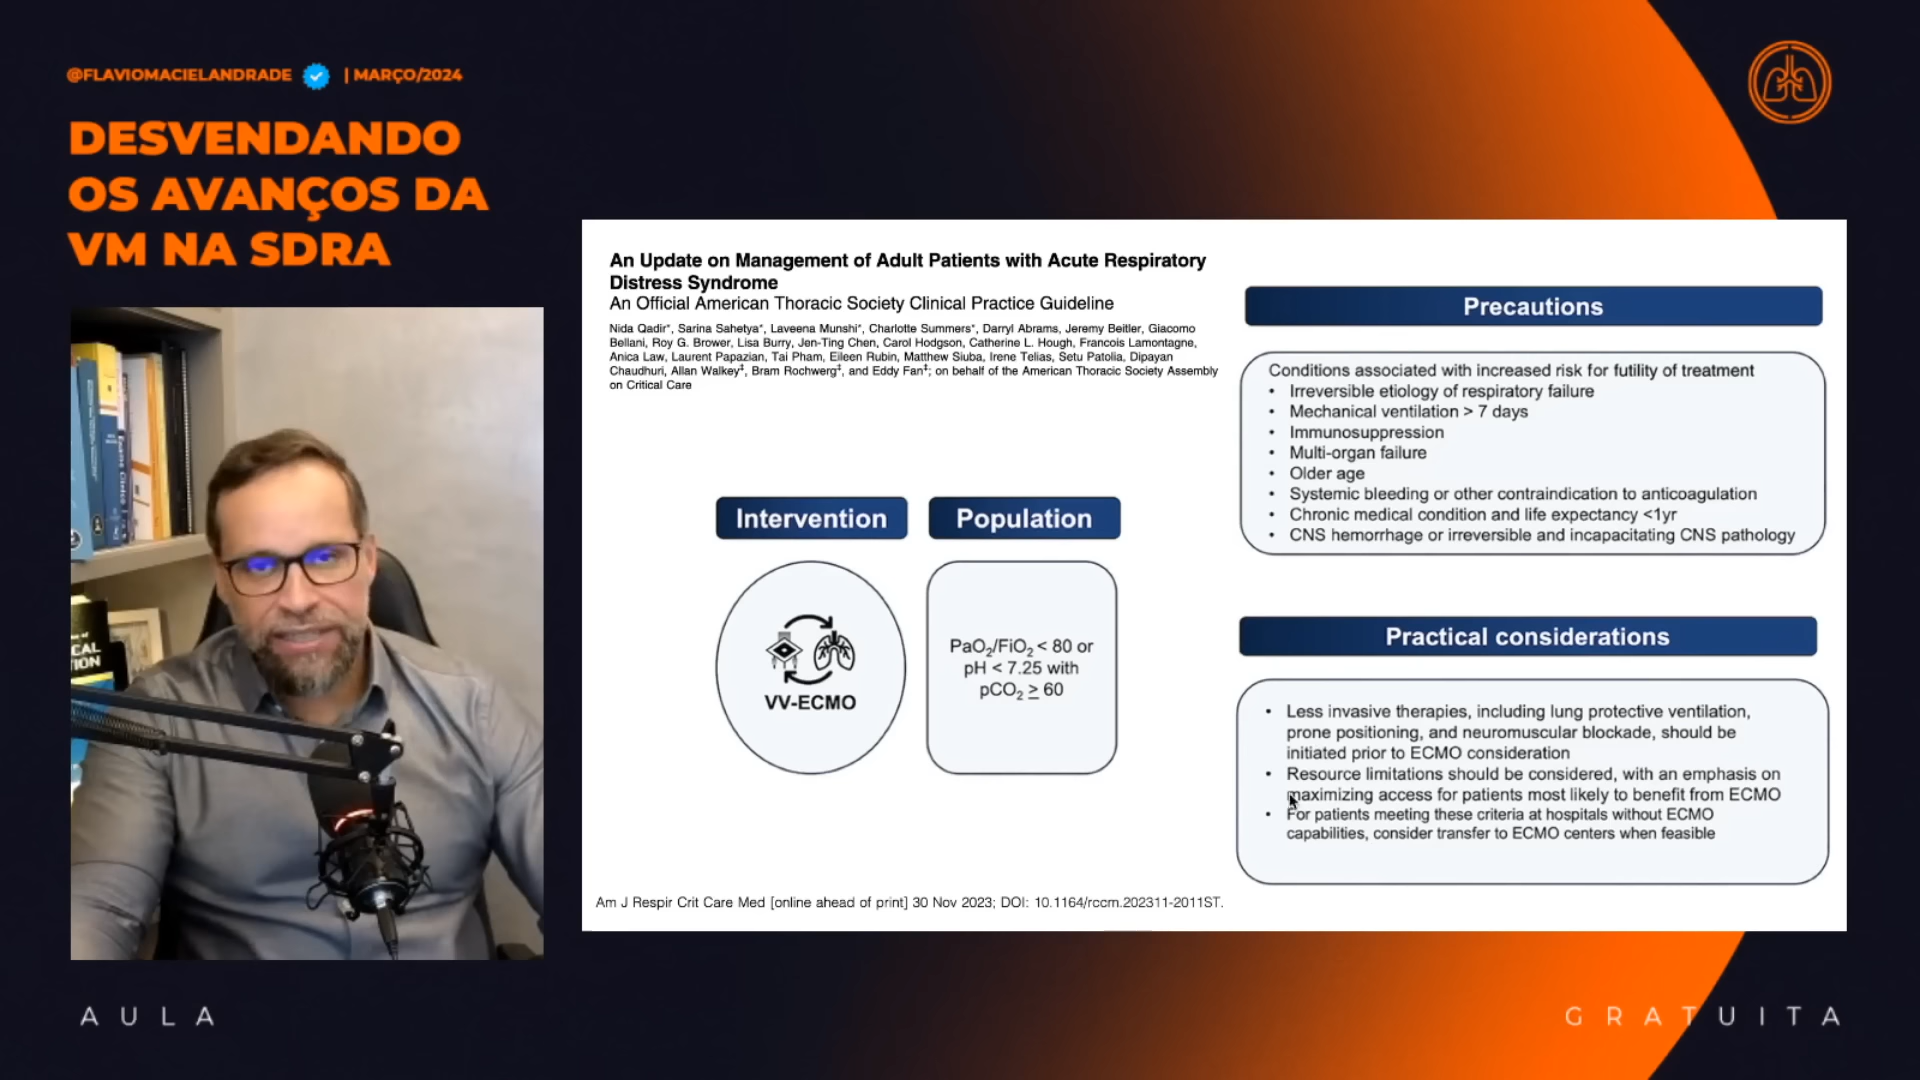 @FLAVIOMACIELANDRADE | MARÇO/2024
DESVENDANDO
OS AVANÇOS DA
VM NA SDRA
An Update on Management of Adult Patients with Acute Respiratory
Distress Syndrome
An Official American Thoracic Society Clinical Practice Guideline
Nida Qadir*, Sarina Sahetya*, Laveena Munshi*, Charlotte Summers*, Darryl Abrams, Jeremy Beitler, Giacomo
Bellani, Roy G. Brower, Lisa Burry, Jen-Ting Chen, Carol Hodgson, Catherine L. Hough, Francois Lamontagne,
Anica Law, Laurent Papazian, Tai Pham, Eileen Rubin, Matthew Siuba, Irene Telias, Setu Patolia, Dipayan
Chaudhuri, Allan Walkey‡, Bram Rochwerg‡, and Eddy Fan‡; on behalf of the American Thoracic Society Assembly
on Critical Care
Intervention
VV-ECMO
Population
PaO₂/FiO₂ < 80 or
pH < 7.25 with
pCO₂ ≥ 60
Precautions
Conditions associated with increased risk for futility of treatment
• Irreversible etiology of respiratory failure
• Mechanical ventilation > 7 days
• Immunosuppression
• Multi-organ failure
• Older age
• Systemic bleeding or other contraindication to anticoagulation
• Chronic medical condition and life expectancy <1yr
• CNS hemorrhage or irreversible and incapacitating CNS pathology
Practical considerations
• Less invasive therapies, including lung protective ventilation,
prone positioning, and neuromuscular blockade, should be
initiated prior to ECMO consideration
• Resource limitations should be considered, with an emphasis on
maximizing access for patients most likely to benefit from ECMO
• For patients meeting these criteria at hospitals without ECMO
capabilities, consider transfer to ECMO centers when feasible
Am J Respir Crit Care Med [online ahead of print] 30 Nov 2023; DOI: 10.1164/rccm.202311-2011ST.
AULA
GRATUITA